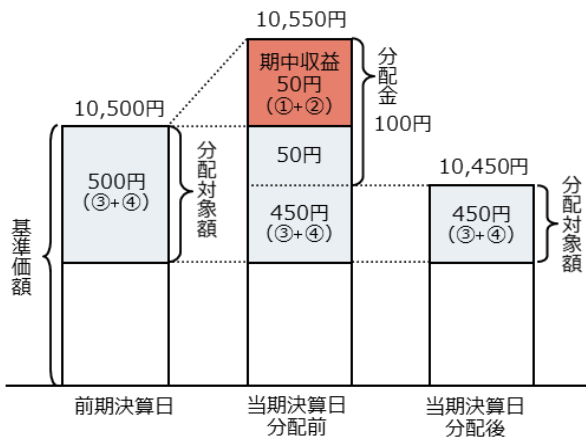 10,550円
期中収益
50円
(①+②)
分配金
100円
10,500円
500円
(③+④)
分配対象額
50円
450円
(③+④)
10,450円
450円
(③+④)
分配対象額
基準価額
前期決算日
当期決算日
分配前
当期決算日
分配後